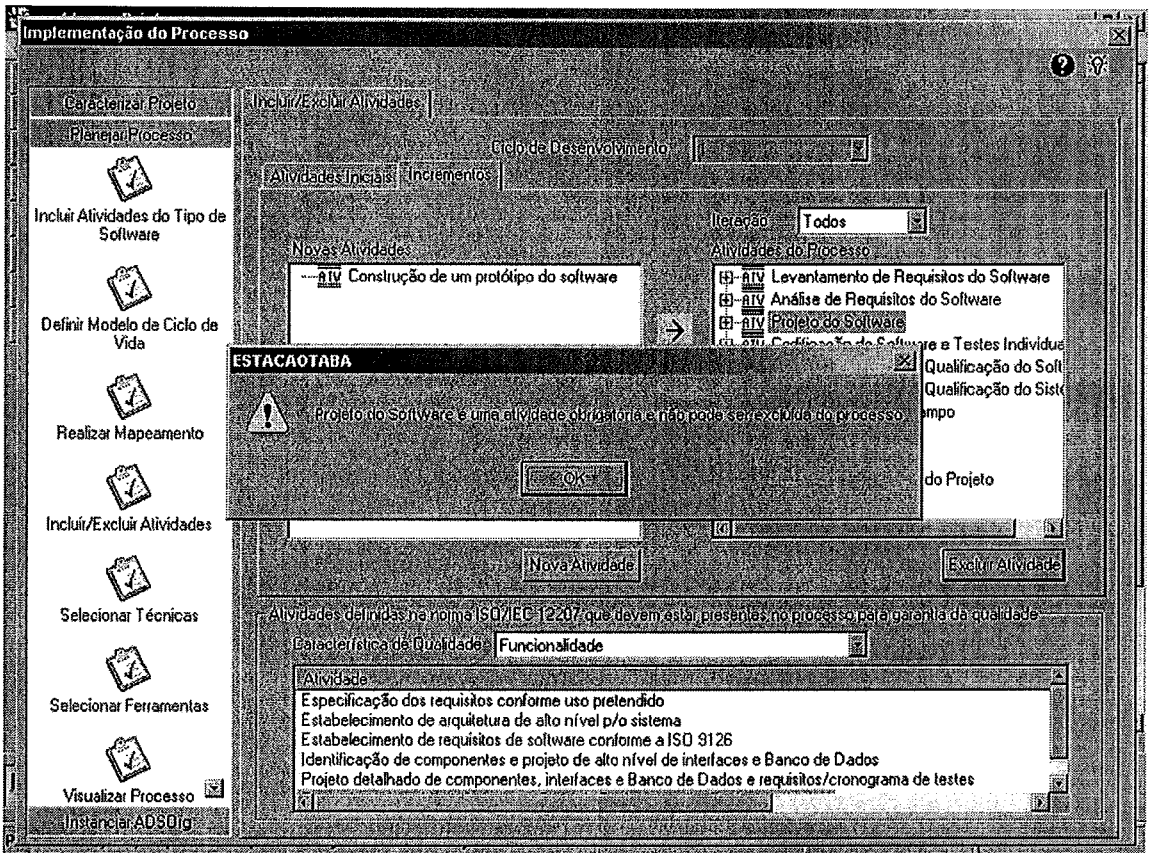 Implementação do Processo
Caracterizar Projeto
Planejar Processo
Incluir Atividades do Tipo de
Software
Definir Modelo de Ciclo de
Vida
Realizar Mapeamento
Incluir/Excluir Atividades
Selecionar Técnicas
Selecionar Ferramentas
Visualizar Processo
Instanciar ADSOrg
Incluir/Excluir Atividades
Ciclo de Desenvolvimento
Atividades Iniciais
Incrementos
Iteração
Todos
Novas Atividades
ATV Construção de um protótipo do software
Atividades do Processo
ATV Levantamento de Requisitos do Software
ATV Análise de Requisitos do Software
ATV Projeto do Software
ATV Codificação do Software e Testes Individua
Qualificação do Soft
Qualificação do Siste
ampo
do Projeto
ESTACAOTABA
Projeto do Software é uma atividade obrigatória e não pode ser excluída do processo.
OK
Nova Atividade
Excluir Atividade
Atividades definidas na norma ISO/IEC 12207 que devem estar presentes no processo para garantia da qualidade
Característica de Qualidade: Funcionalidade
Atividade
Especificação dos requisitos conforme uso pretendido
Estabelecimento de arquitetura de alto nível p/o sistema
Estabelecimento de requisitos de software conforme a ISO 9126
Identificação de componentes e projeto de alto nível de interfaces e Banco de Dados
Projeto detalhado de componentes, interfaces e Banco de Dados e requisitos/cronograma de testes